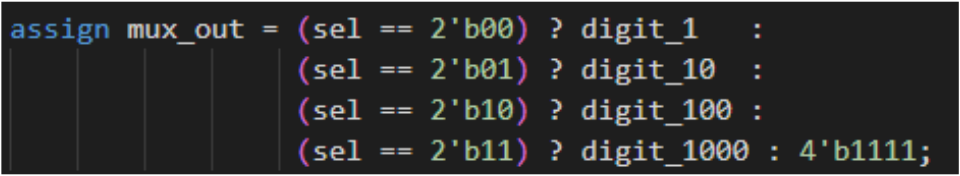 assign mux_out = (sel == 2'b00) ? digit_1   :
                 (sel == 2'b01) ? digit_10  :
                 (sel == 2'b10) ? digit_100 :
                 (sel == 2'b11) ? digit_1000 : 4'b1111;